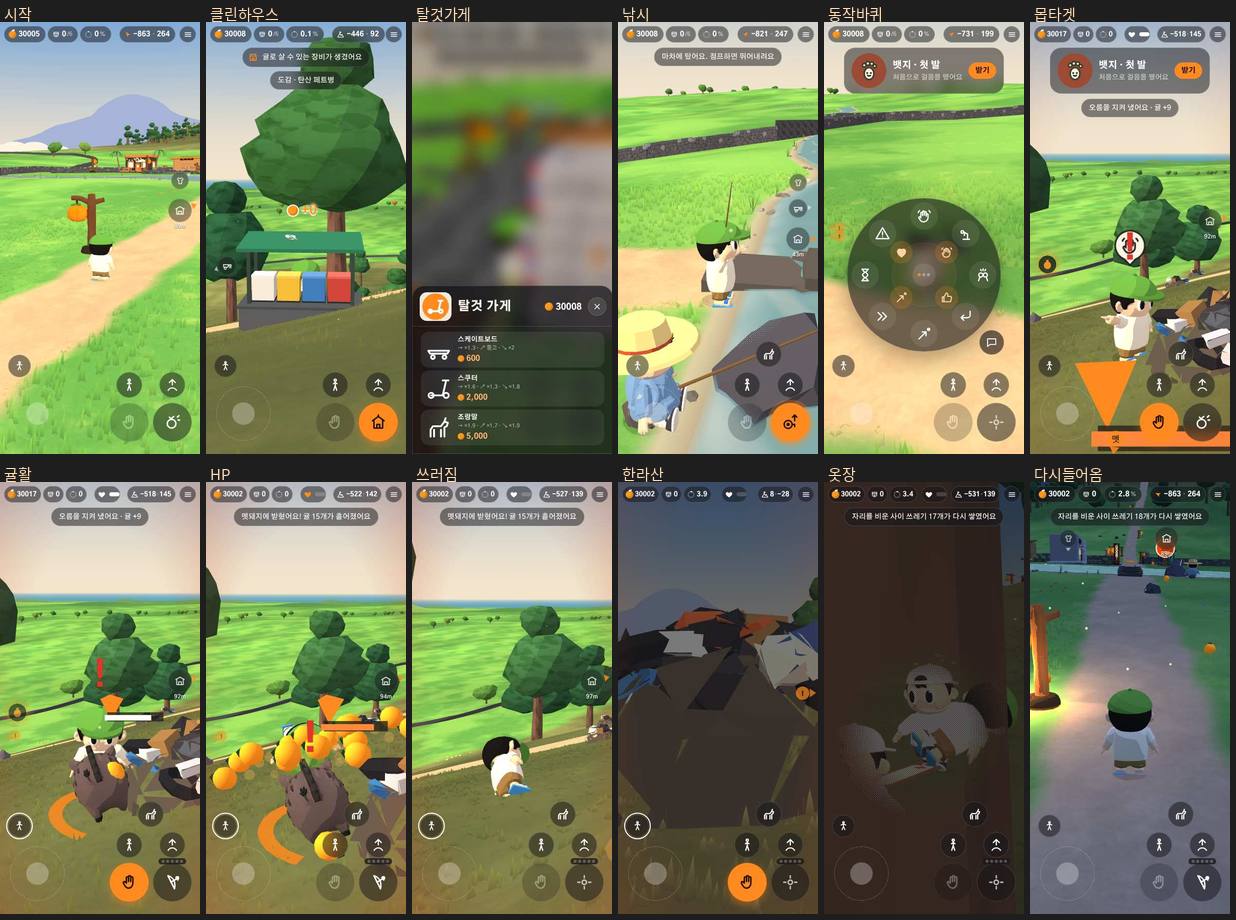 시작
30005
0/5
0%
-863 · 264
클린하우스
30008
0/5
0.1%
-446 · 92
귤로 살 수 있는 장비가 생겼어요
도감 · 탄산 페트병
탈것가게
탈것 가게
30008
스케이트보드
600
스쿠터
2,000
조랑말
5,000
낚시
30008
0%
-821 · 247
마차에 탔어요. 점프하면 뛰어내려요
동작바퀴
30008
0%
-731 · 199
뱃지 · 첫 발
처음으로 걸음을 뗐어요
받기
몹타겟
30017
0
0
-518 · 145
뱃지 · 첫 발
처음으로 걸음을 뗐어요
받기
오름을 지켜 냈어요 · 귤 +9
92m
멧
귤활
30017
0
0
-518 · 145
오름을 지켜 냈어요 · 귤 +9
92m
HP
30002
0
0
-522 · 142
멧돼지에 받혔어요! 귤 15개가 흩어졌어요
94m
쓰러짐
30002
0
0
-527 · 139
멧돼지에 받혔어요! 귤 15개가 흩어졌어요
97m
한라산
30002
0
3.9
8 · -28
옷장
30002
0
3.4
-531 · 139
자리를 비운 사이 쓰레기 17개가 다시 쌓였어요
다시들어옴
30002
0
2.8%
-863 · 264
자리를 비운 사이 쓰레기 18개가 다시 쌓였어요